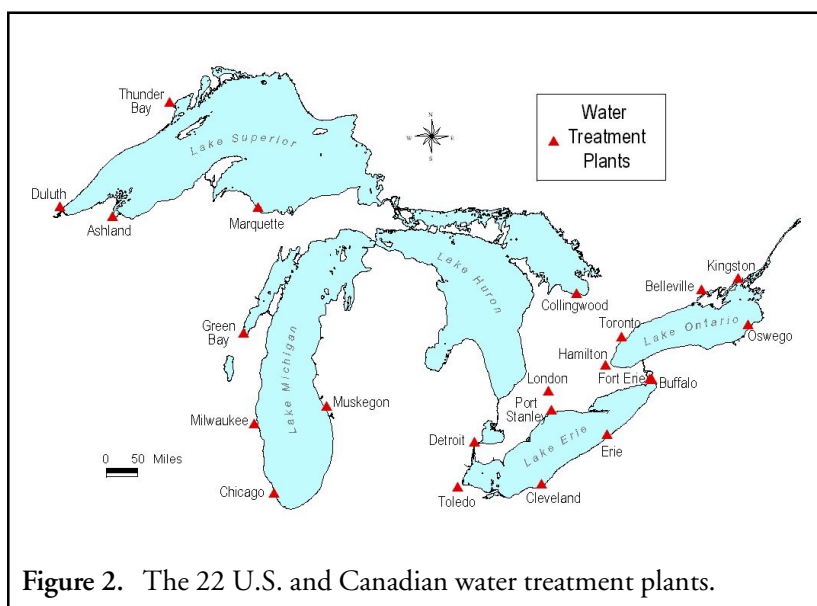 Thunder
Bay
Lake Superior
N
W E
S
Water
Treatment
Plants
Duluth
Ashland
Marquette
Lake Huron
Kingston
Belleville
Collingwood
Green
Bay
Toronto
Lake Ontario
Oswego
Lake Michigan
Hamilton
London
Fort Erie
Buffalo
Port
Stanley
Muskegon
Milwaukee
Detroit
Lake Erie
Erie
0 50 Miles
Chicago
Toledo
Cleveland
Figure 2. The 22 U.S. and Canadian water treatment plants.